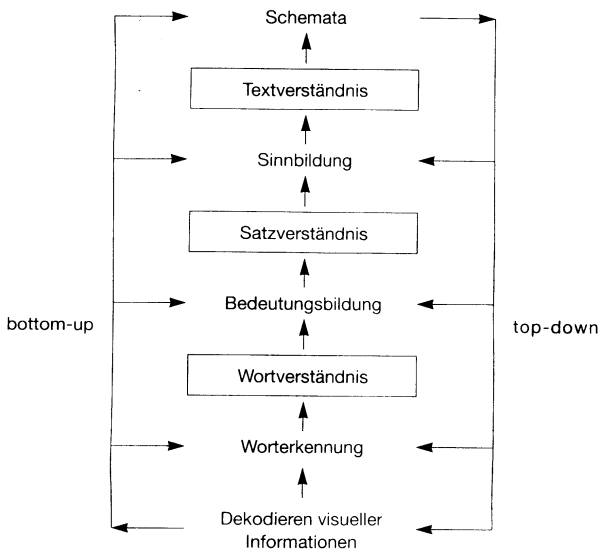 Schemata
Textverständnis
Sinnbildung
Satzverständnis
Bedeutungsbildung
bottom-up
top-down
Wortverständnis
Worterkennung
Dekodieren visueller
Informationen